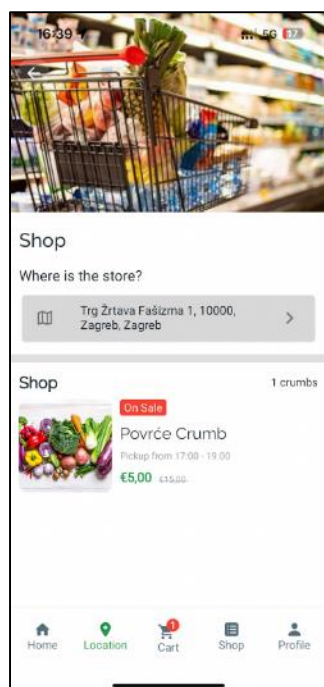 16:39
5G 17
Shop
Where is the store?
Trg Žrtava Fašizma 1, 10000,
Zagreb, Zagreb
Shop
1 crumbs
On Sale
Povrće Crumb
Pickup from 17:00 - 19:00
€5,00 €15,00
1
Home
Location
Cart
Shop
Profile